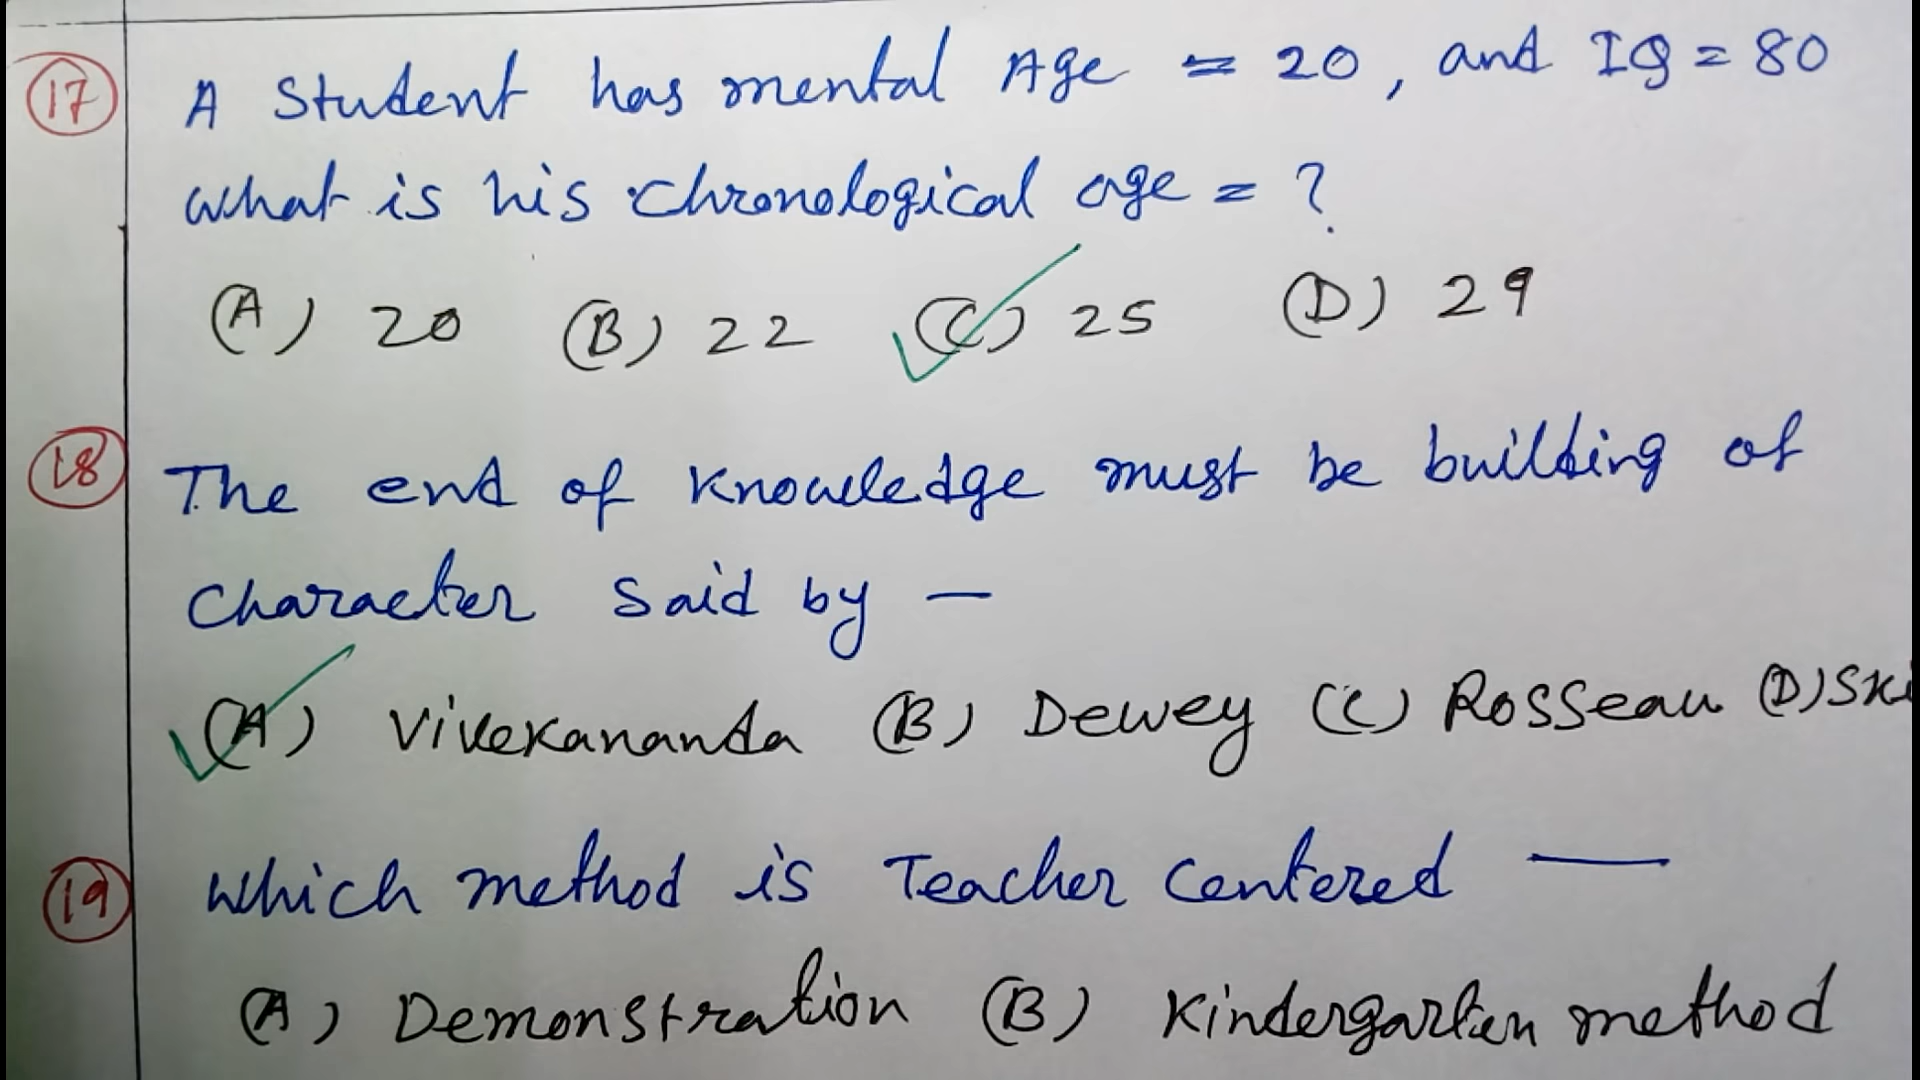 17 A Student has mental Age = 20, and IQ = 80
what is his chronological age = ?
(A) 20 (B) 22 (C) 25 (D) 29
18 The end of knowledge must be building of
character said by —
(A) Vivekananda (B) Dewey (C) Rosseau (D) Ski
19 which method is Teacher centered —
(A) Demonstration (B) Kindergarten method